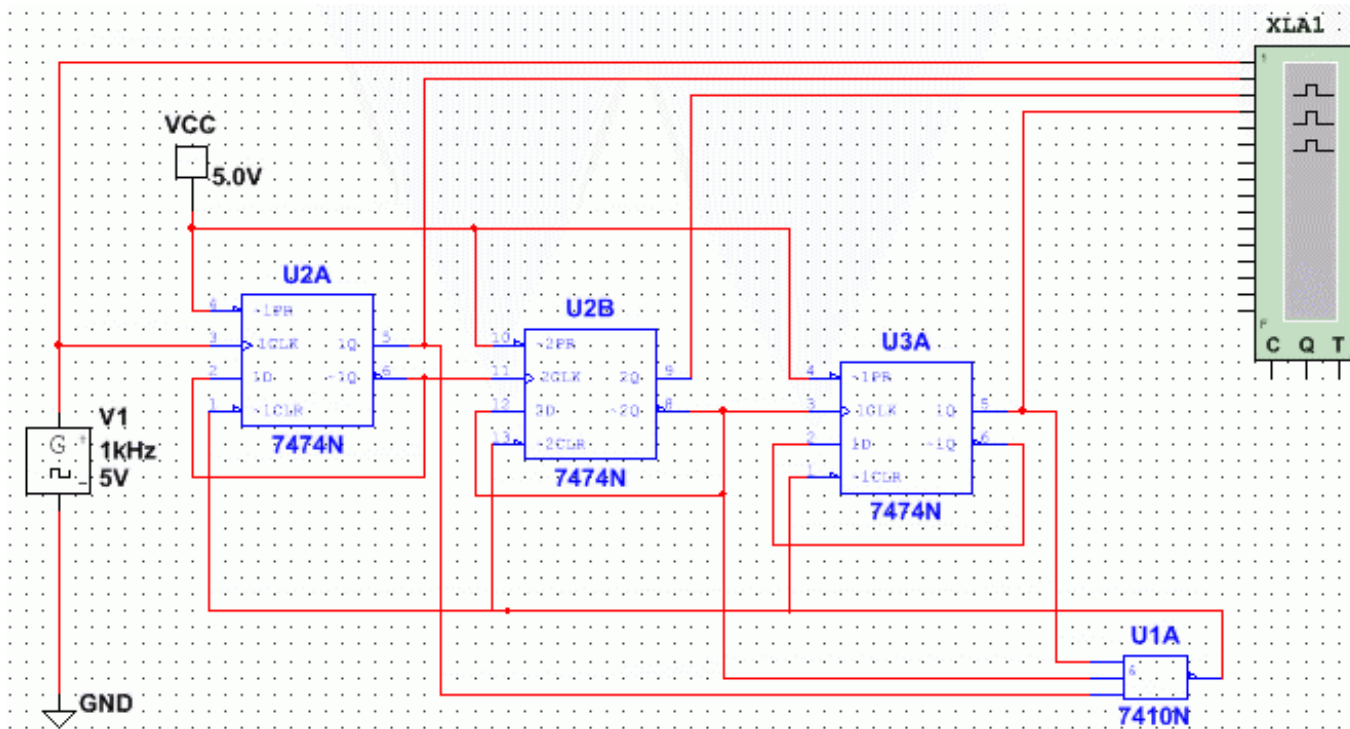 XLA1
1
F
C Q T
VCC
5.0V
U2A
4 ~1PR
3 1CLK 1Q 5
2 1D ~1Q 6
1 ~1CLR
7474N
U2B
10 ~2PR
11 2CLK 2Q 9
12 2D ~2Q 8
13 ~2CLR
7474N
U3A
4 ~1PR
3 1CLK 1Q 5
2 1D ~1Q 6
1 ~1CLR
7474N
V1
G
1kHz
5V
GND
U1A
&
7410N